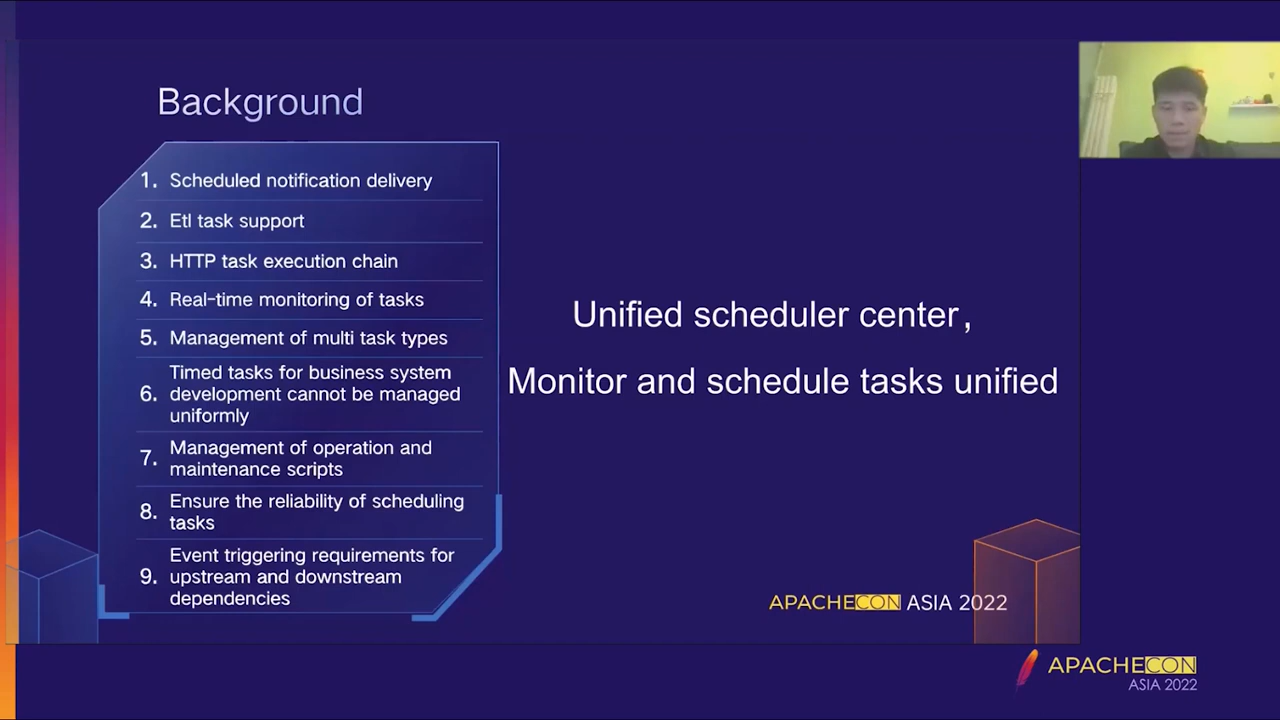 Background
1. Scheduled notification delivery
2. Etl task support
3. HTTP task execution chain
4. Real-time monitoring of tasks
5. Management of multi task types
6. Timed tasks for business system
development cannot be managed
uniformly
7. Management of operation and
maintenance scripts
8. Ensure the reliability of scheduling
tasks
9. Event triggering requirements for
upstream and downstream
dependencies
Unified scheduler center,
Monitor and schedule tasks unified
APACHECON ASIA 2022
APACHECON
ASIA 2022